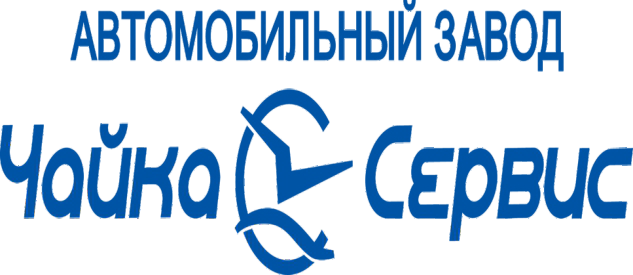 АВТОМОБИЛЬНЫЙ ЗАВОД
Чайка Сервис